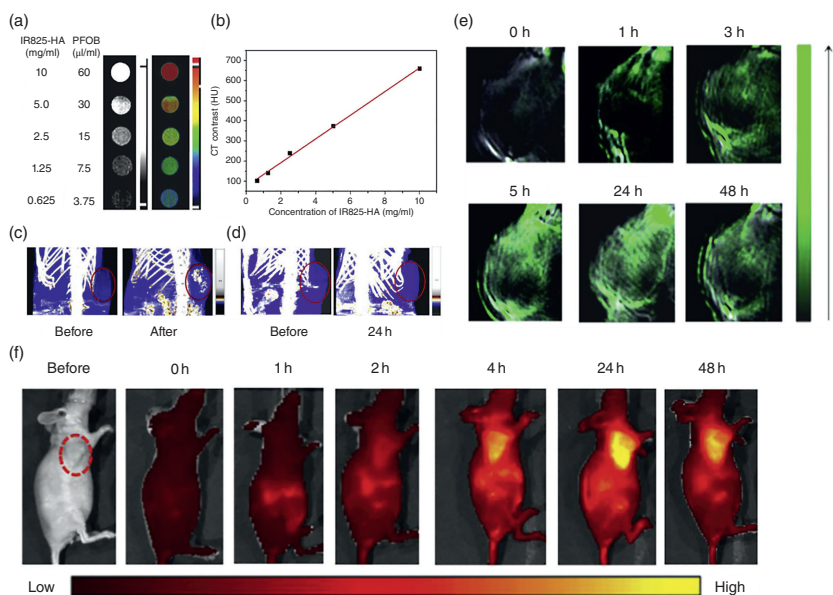 (a)
IR825-HA PFOB
(mg/ml) (µl/ml)
10 60
5.0 30
2.5 15
1.25 7.5
0.625 3.75
(b)
700
600
500
400
300
200
100
CT contrast (HU)
0 2 4 6 8 10
Concentration of IR825-HA (mg/ml)
(c)
Before After
(d)
Before 24 h
(e)
0 h 1 h 3 h
5 h 24 h 48 h
(f)
Before 0 h 1 h 2 h 4 h 24 h 48 h
Low High